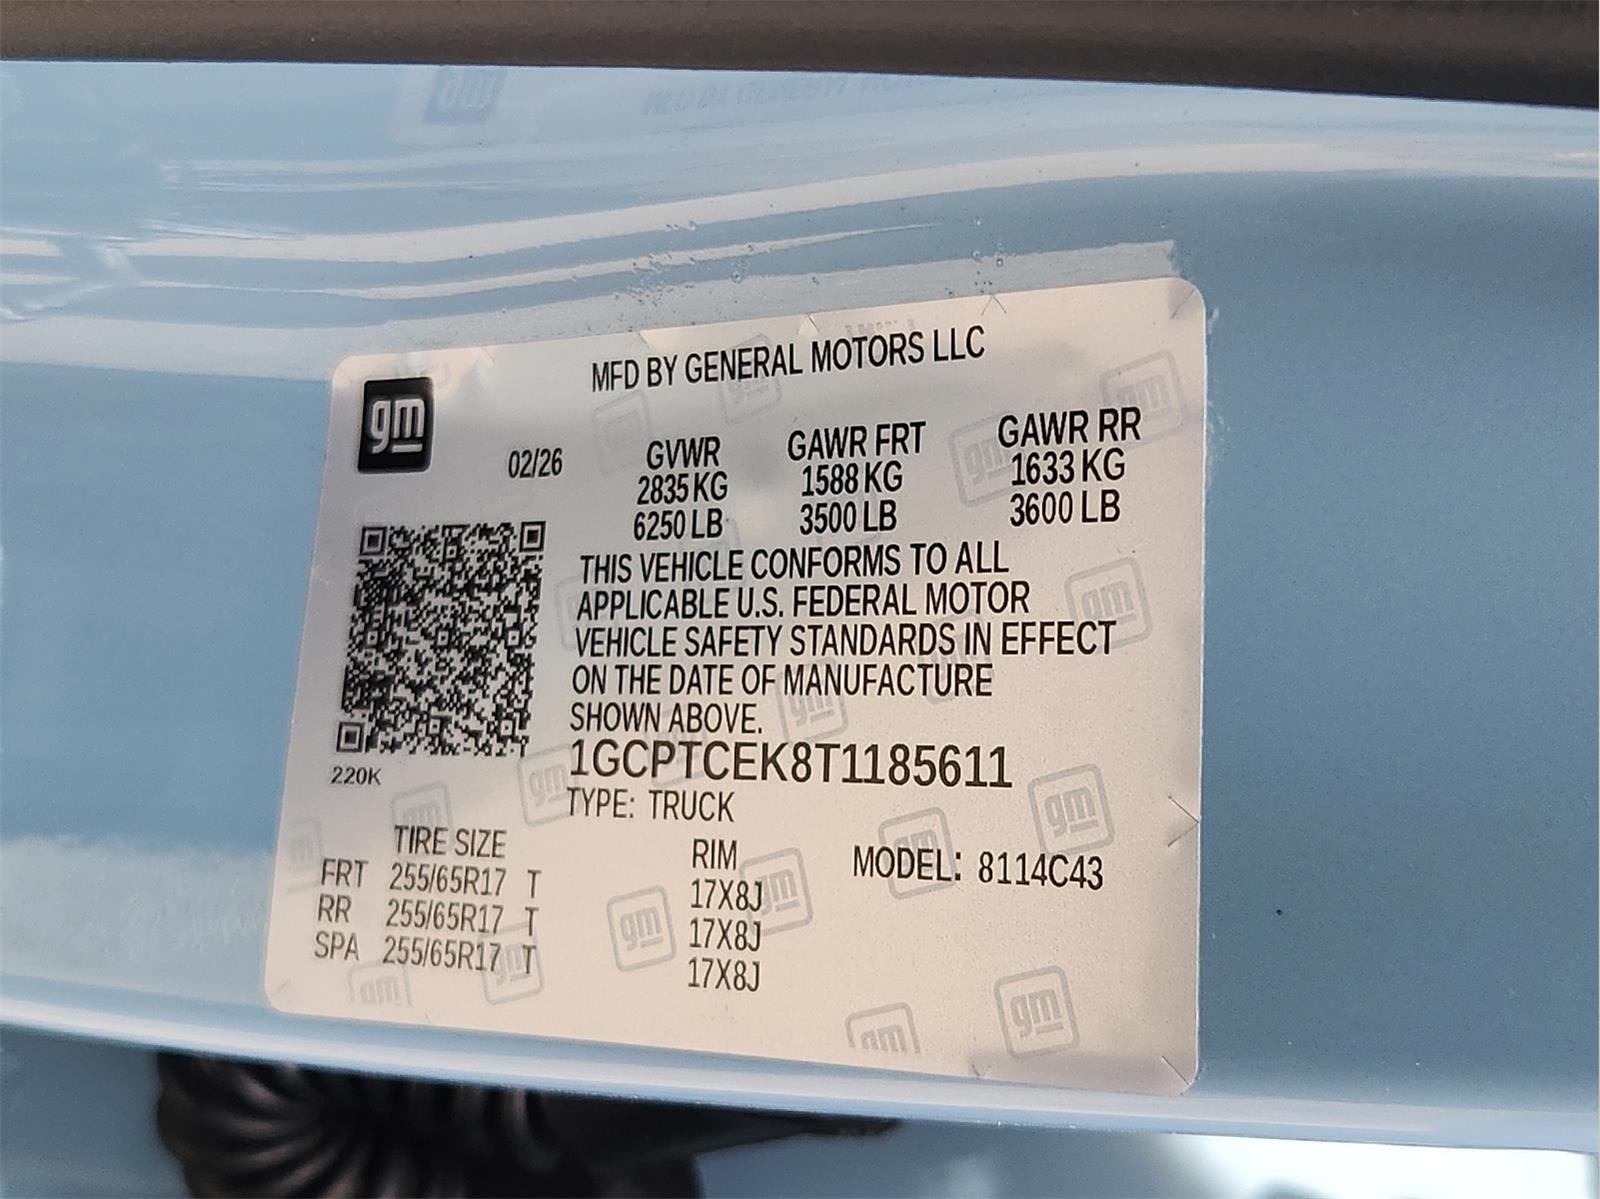 MFD BY GENERAL MOTORS LLC
gm
02/26
GVWR GAWR FRT GAWR RR
2835KG 1588 KG 1633 KG
6250 LB 3500 LB 3600 LB
THIS VEHICLE CONFORMS TO ALL
APPLICABLE U.S. FEDERAL MOTOR
VEHICLE SAFETY STANDARDS IN EFFECT
ON THE DATE OF MANUFACTURE
SHOWN ABOVE.
1GCPTCEK8T1185611
220K
TYPE: TRUCK
TIRE SIZE RIM MODEL: 8114C43
FRT 255/65R17 T 17X8J
RR 255/65R17 T 17X8J
SPA 255/65R17 T 17X8J